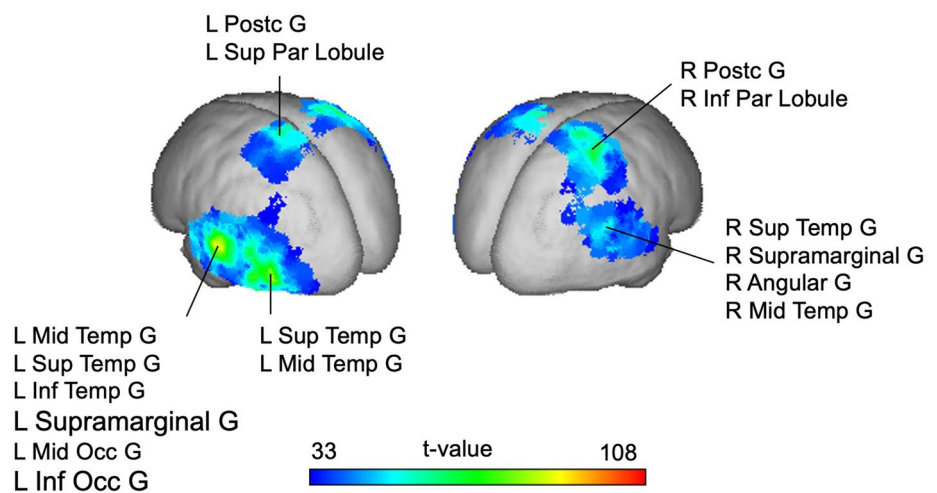 L Postc G
L Sup Par Lobule
R Postc G
R Inf Par Lobule
R Sup Temp G
R Supramarginal G
R Angular G
R Mid Temp G
L Mid Temp G
L Sup Temp G
L Inf Temp G
L Supramarginal G
L Mid Occ G
L Inf Occ G
L Sup Temp G
L Mid Temp G
33 t-value 108